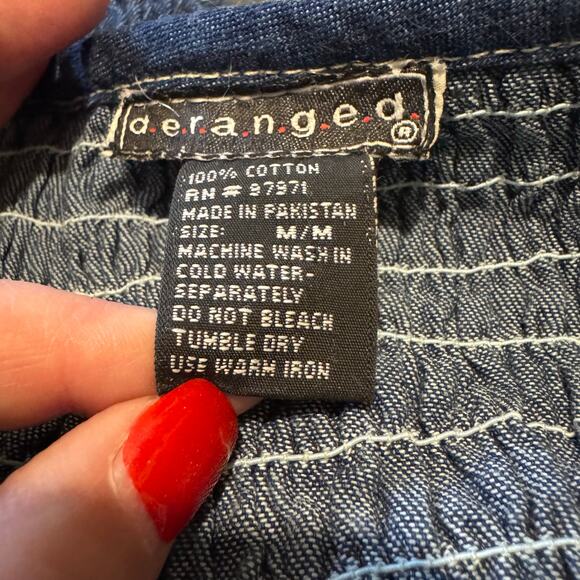 d.e.r.a.n.g.e.d. ®
100% COTTON
RN # 97971
MADE IN PAKISTAN
SIZE: M/M
MACHINE WASH IN
COLD WATER-
SEPARATELY
DO NOT BLEACH
TUMBLE DRY
USE WARM IRON